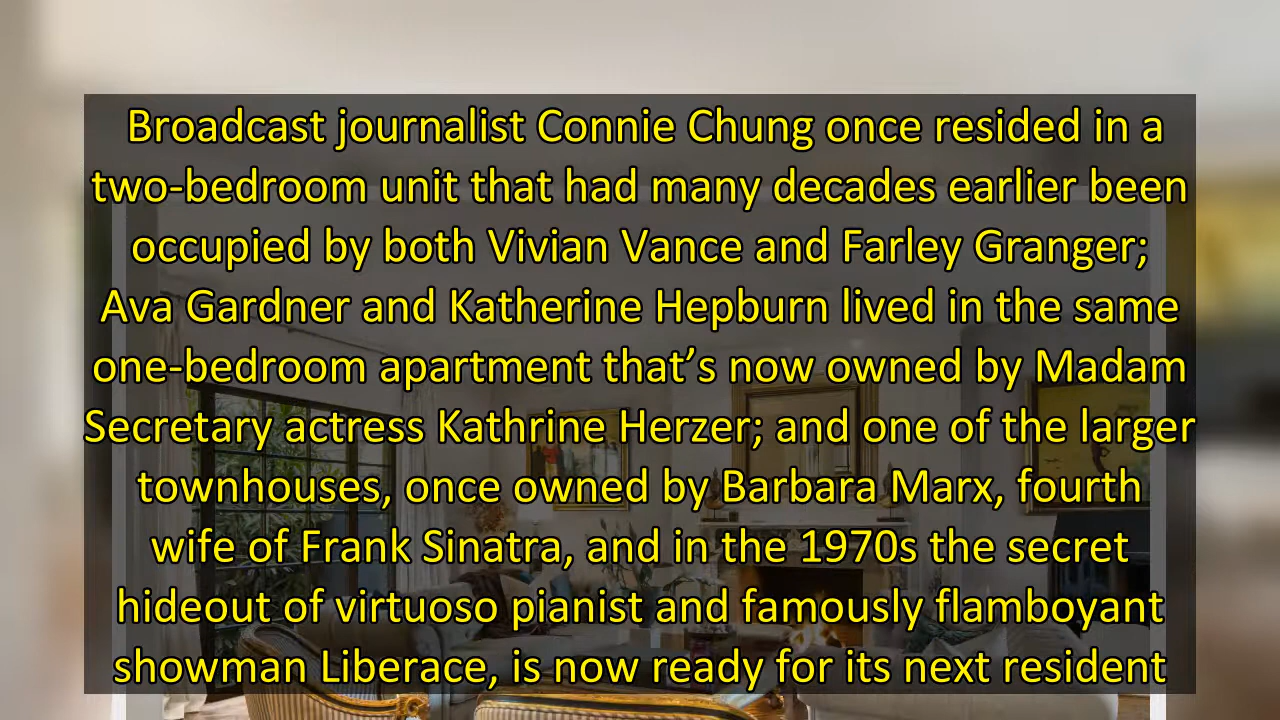 Broadcast journalist Connie Chung once resided in a
two-bedroom unit that had many decades earlier been
occupied by both Vivian Vance and Farley Granger;
Ava Gardner and Katherine Hepburn lived in the same
one-bedroom apartment that’s now owned by Madam
Secretary actress Kathrine Herzer; and one of the larger
townhouses, once owned by Barbara Marx, fourth
wife of Frank Sinatra, and in the 1970s the secret
hideout of virtuoso pianist and famously flamboyant
showman Liberace, is now ready for its next resident